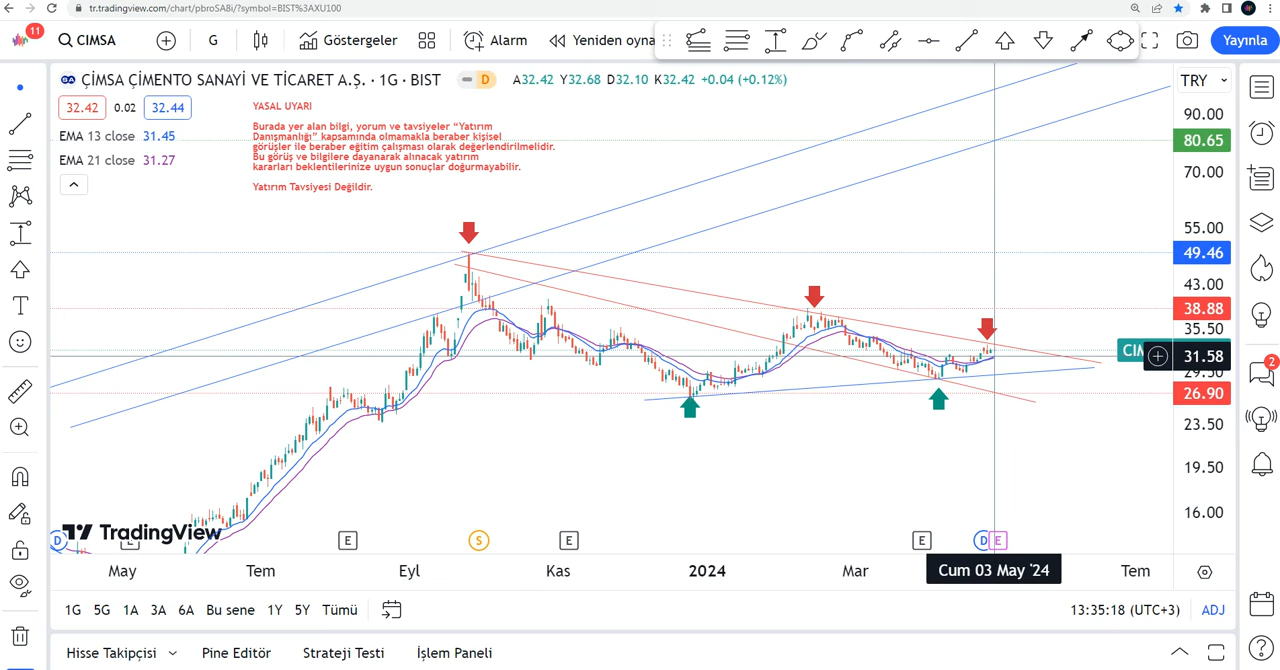 tr.tradingview.com/chart/pbroSA8i/?symbol=BIST%3AXU100
11
CIMSA
G
Göstergeler
Alarm
Yeniden oyna
Yayınla
ÇİMSA ÇİMENTO SANAYİ VE TİCARET A.Ş. · 1G · BIST
D
A32.42 Y32.68 D32.10 K32.42 +0.04 (+0.12%)
TRY
32.42 0.02 32.44
EMA 13 close 31.45
EMA 21 close 31.27
YASAL UYARI
Burada yer alan bilgi, yorum ve tavsiyeler “Yatırım
Danışmanlığı” kapsamında olmamakla beraber kişisel
görüşler ile beraber eğitim çalışması olarak değerlendirilmelidir.
Bu görüş ve bilgilere dayanarak alınacak yatırım
kararları beklentilerinize uygun sonuçlar doğurmayabilir.
Yatırım Tavsiyesi Değildir.
90.00
80.65
70.00
55.00
49.46
43.00
38.88
35.50
CIM
31.58
29.50
26.90
23.50
19.50
16.00
2
TradingView
D E E S E E D E
May Tem Eyl Kas 2024 Mar Cum 03 May '24 Tem
1G 5G 1A 3A 6A Bu sene 1Y 5Y Tümü
13:35:18 (UTC+3) ADJ
Hisse Takipçisi Pine Editör Strateji Testi İşlem Paneli